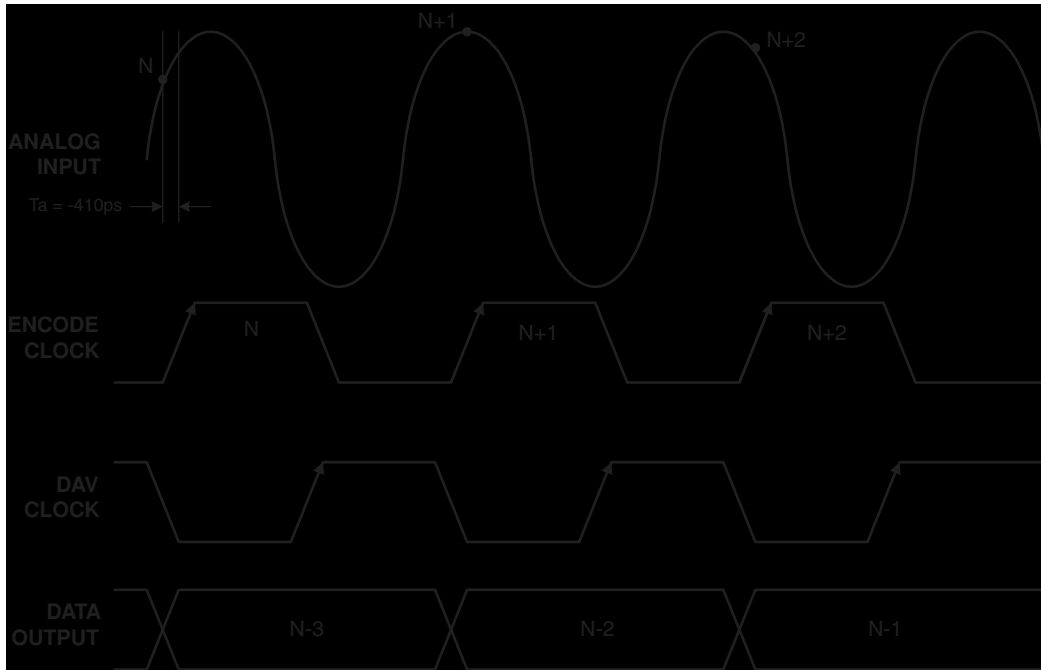 N+1
N+2
N
ANALOG
INPUT
Ta = -410ps
ENCODE
CLOCK
N
N+1
N+2
DAV
CLOCK
DATA
OUTPUT
N-3
N-2
N-1